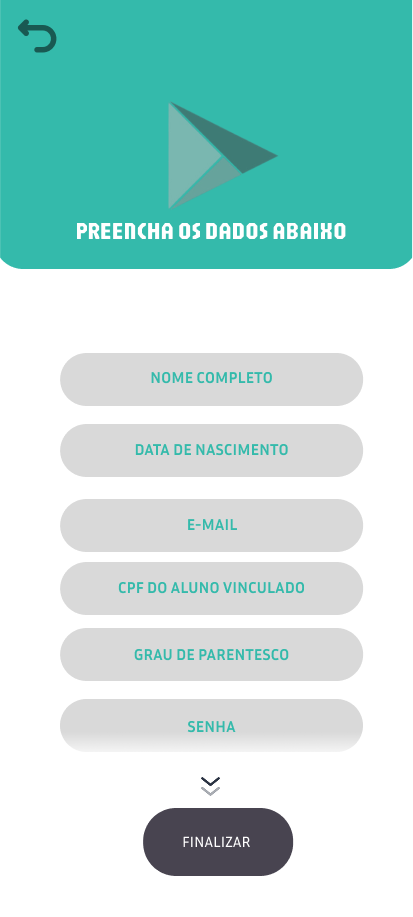 PREENCHA OS DADOS ABAIXO
NOME COMPLETO
DATA DE NASCIMENTO
E-MAIL
CPF DO ALUNO VINCULADO
GRAU DE PARENTESCO
SENHA
FINALIZAR